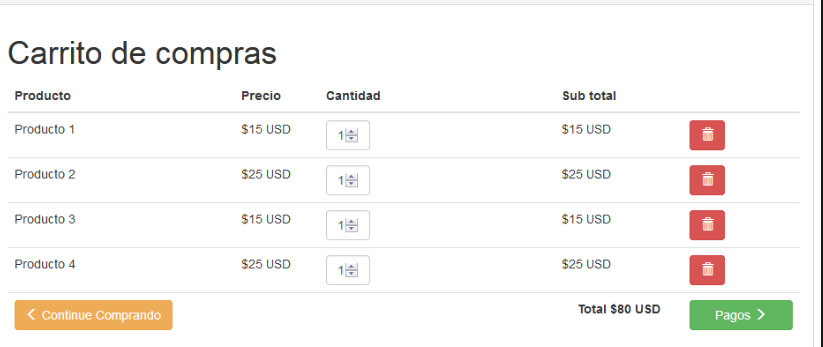 Carrito de compras
Producto Precio Cantidad Sub total
Producto 1 $15 USD 1 $15 USD
Producto 2 $25 USD 1 $25 USD
Producto 3 $15 USD 1 $15 USD
Producto 4 $25 USD 1 $25 USD
Continue Comprando Total $80 USD Pagos